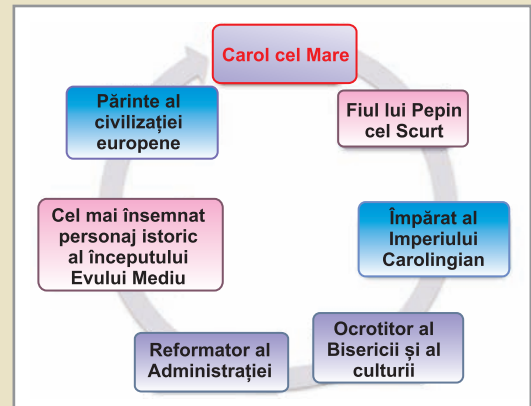 Carol cel Mare
Fiul lui Pepin
cel Scurt
Împărat al
Imperiului
Carolingian
Ocrotitor al
Bisericii și al
culturii
Reformator al
Administrației
Cel mai însemnat
personaj istoric
al începutului
Evului Mediu
Părinte al
civilizației
europene